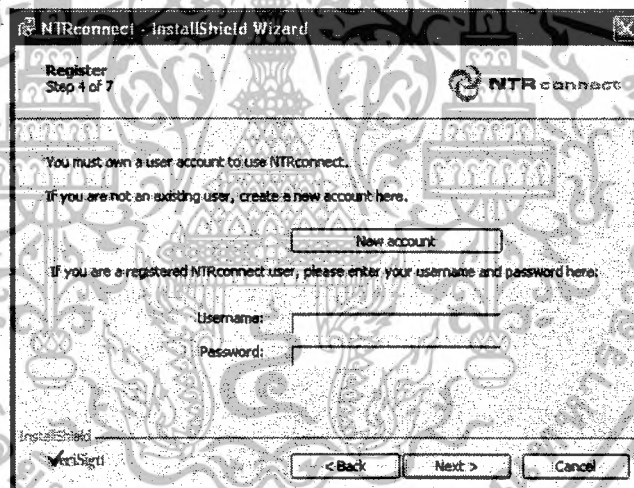 NTRconnect - InstallShield Wizard
Register
Step 4 of 7
NTRconnect
You must own a user account to use NTRconnect.
If you are not an existing user, create a new account here.
New account
If you are a registered NTRconnect user, please enter your username and password here:
Username:
Password:
InstallShield
VeriSign
< Back
Next >
Cancel